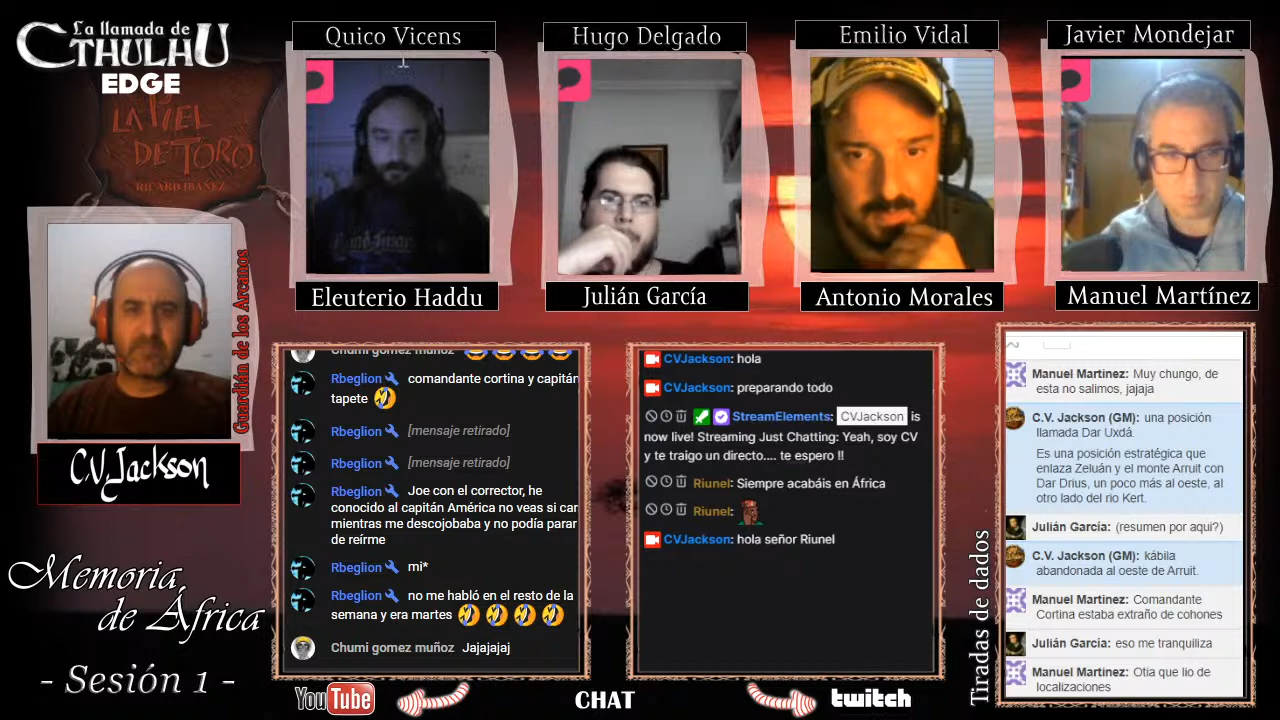 La llamada de
CTHULHU
EDGE
LA PIEL
DE TORO
RICARD IBÁÑEZ
Quico Vicens
Hugo Delgado
Emilio Vidal
Javier Mondejar
Eleuterio Haddu
Julián García
Antonio Morales
Manuel Martínez
Guardián de los Arcanos
C.V. Jackson
Memoria
de África
- Sesión 1 -
Chumi gomez muñoz
Rbeglion comandante cortina y capitán
tapete
Rbeglion [mensaje retirado]
Rbeglion [mensaje retirado]
Rbeglion Joe con el corrector, he
conocido al capitán América no veas si car
mientras me descojobaba y no podía parar
de reírme
Rbeglion mi*
Rbeglion no me habló en el resto de la
semana y era martes
Chumi gomez muñoz Jajajajaj
CVJackson: hola
CVJackson: preparando todo
StreamElements: CVJackson is
now live! Streaming Just Chatting: Yeah, soy CV
y te traigo un directo.... te espero !!
Riunel: Siempre acabáis en África
Riunel:
CVJackson: hola señor Riunel
Tiradas de dados
Manuel Martinez: Muy chungo, de
esta no salimos, jajaja
C.V. Jackson (GM): una posición
llamada Dar Uxdá.
Es una posición estratégica que
enlaza Zeluán y el monte Arruit con
Dar Drius, un poco más al oeste, al
otro lado del rio Kert.
Julián García: (resumen por aqui?)
C.V. Jackson (GM): kábila
abandonada al oeste de Arruit.
Manuel Martinez: Comandante
Cortina estaba extraño de cohones
Julián García: eso me tranquiliza
Manuel Martinez: Otia que lio de
localizaciones
YouTube
CHAT
twitch